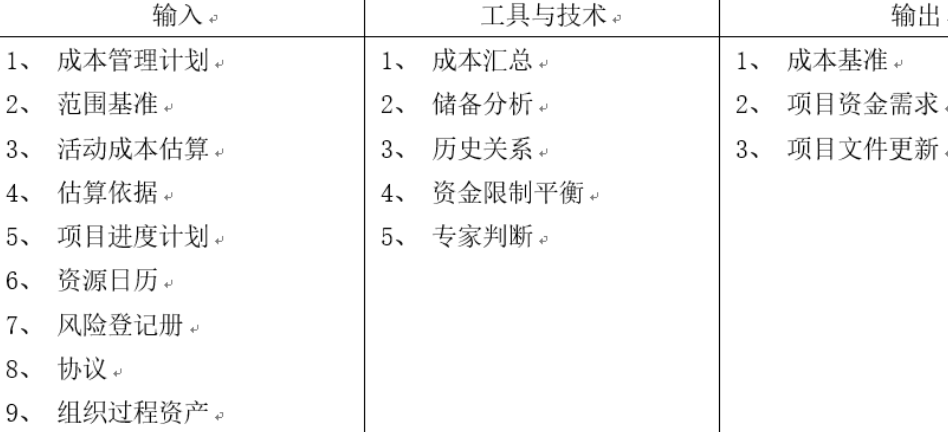 输入 工具与技术 输出
1、 成本管理计划 1、 成本汇总 1、 成本基准
2、 范围基准 2、 储备分析 2、 项目资金需求
3、 活动成本估算 3、 历史关系 3、 项目文件更新
4、 估算依据 4、 资金限制平衡
5、 项目进度计划 5、 专家判断
6、 资源日历
7、 风险登记册
8、 协议
9、 组织过程资产